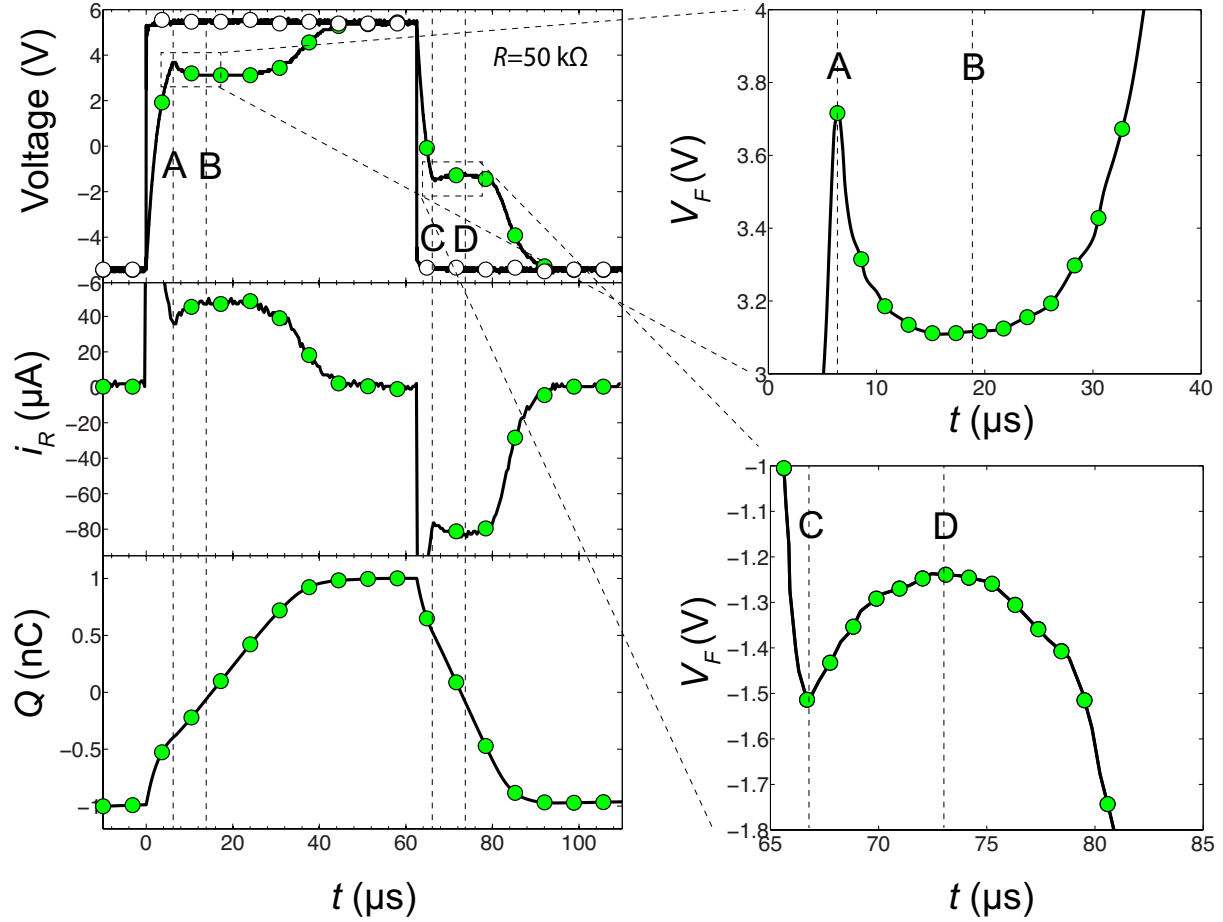 6
4
2
0
−2
−4
−6
Voltage (V)
R=50 kΩ
A B
C D
40
20
0
−20
−40
−60
−80
i_R (µA)
1
0.5
0
−0.5
−1
Q (nC)
0 20 40 60 80 100
t (µs)
4
3.8
3.6
3.4
3.2
3
V_F (V)
A B
0 10 20 30 40
t (µs)
−1
−1.1
−1.2
−1.3
−1.4
−1.5
−1.6
−1.7
−1.8
V_F (V)
C D
65 70 75 80 85
t (µs)